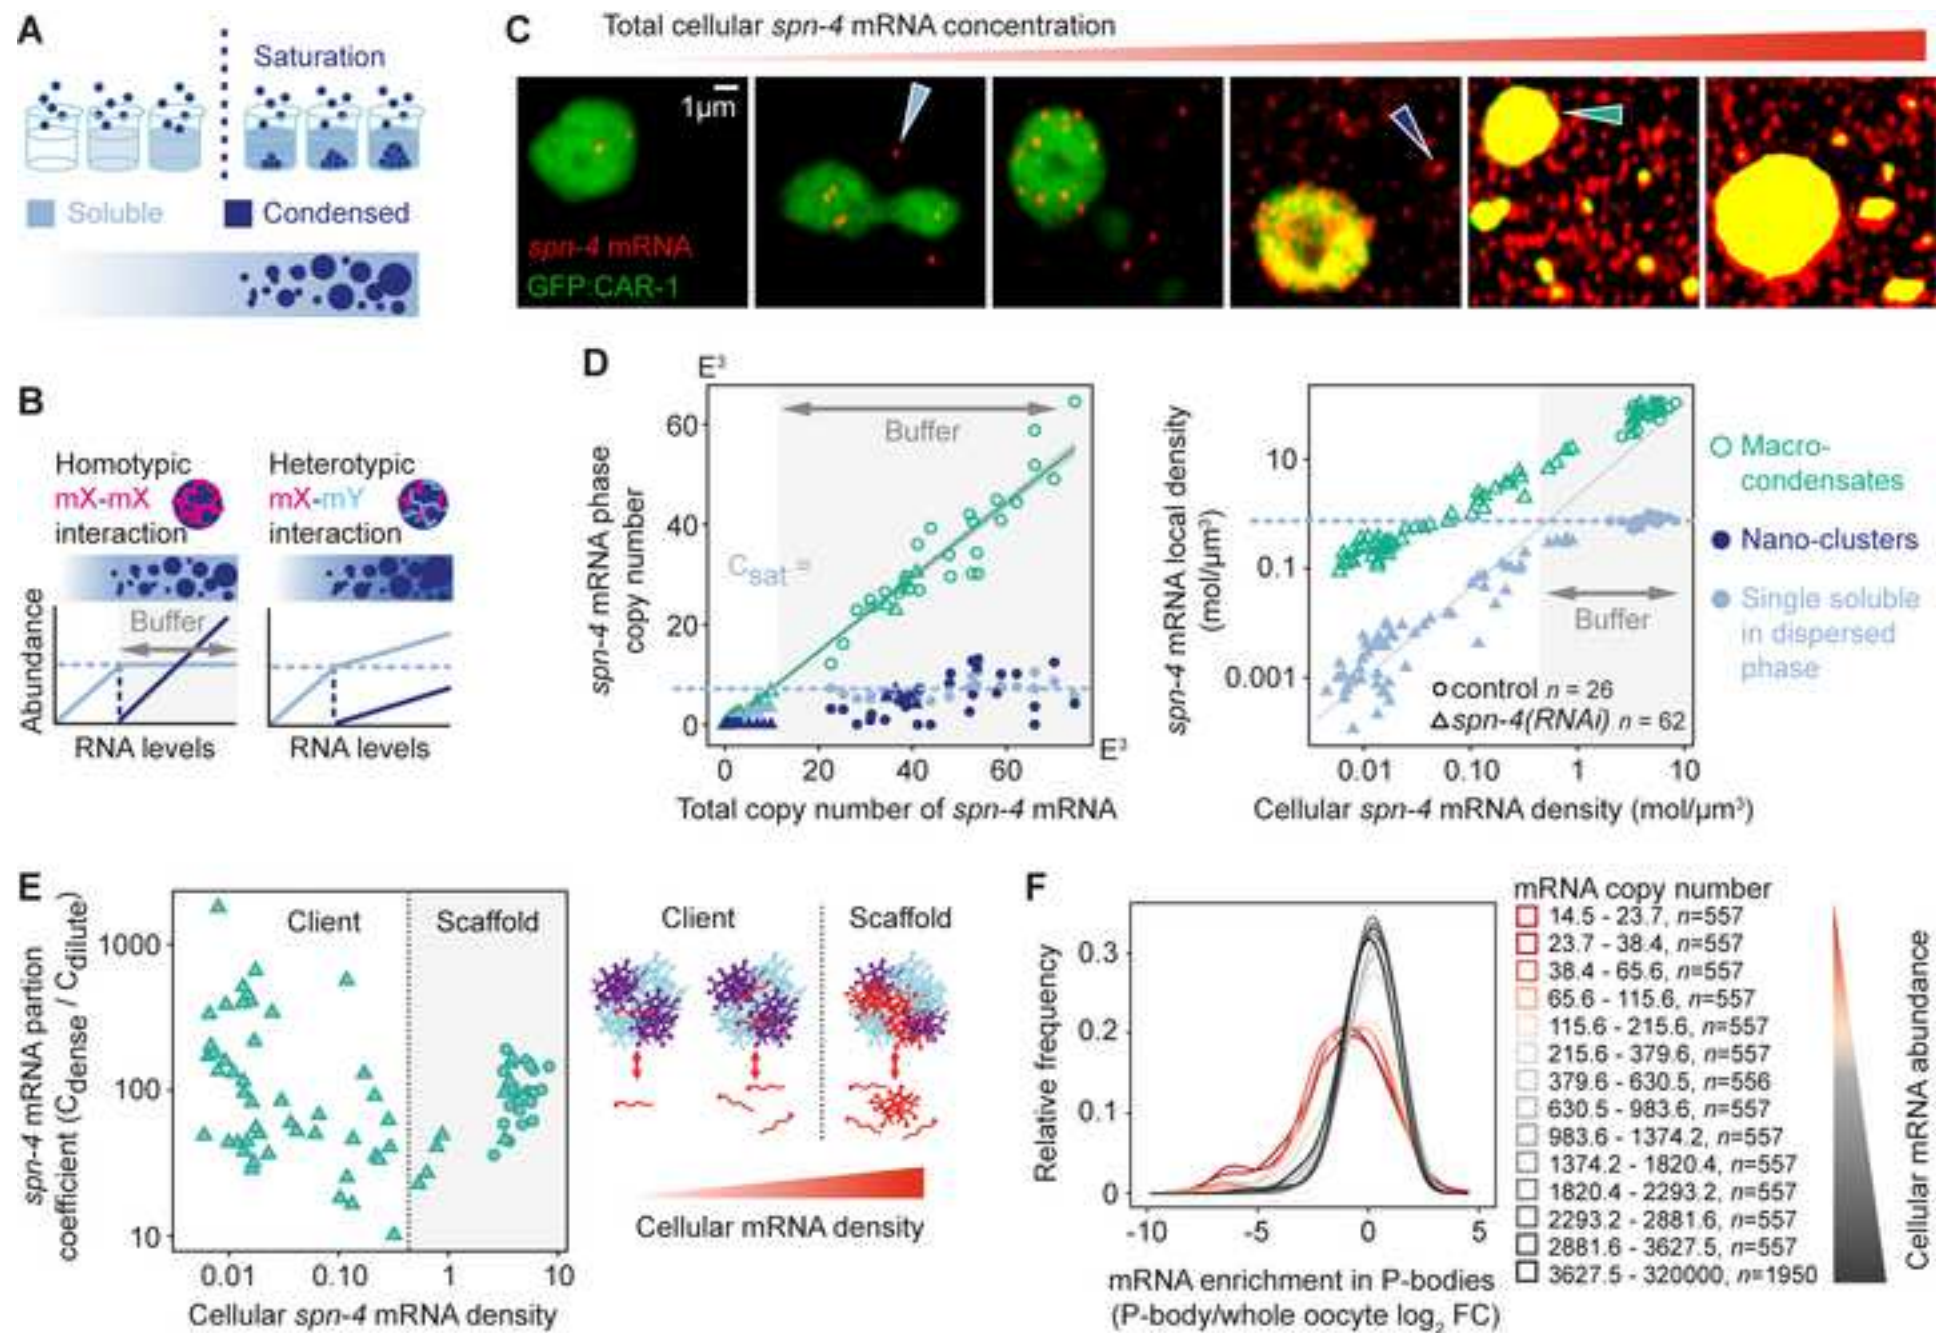 A
Saturation
Soluble
Condensed
B
Homotypic
mX-mX
interaction
Heterotypic
mX-mY
interaction
Buffer
Abundance
RNA levels
RNA levels
C
Total cellular spn-4 mRNA concentration
1µm
spn-4 mRNA
GFP:CAR-1
D
E³
60
40
20
0
spn-4 mRNA phase
copy number
Buffer
Csat =
0 20 40 60
E³
Total copy number of spn-4 mRNA
spn-4 mRNA local density
(mol/µm³)
10
0.1
0.001
Buffer
control n = 26
spn-4(RNAi) n = 62
0.01 0.10 1 10
Cellular spn-4 mRNA density (mol/µm³)
Macro-
condensates
Nano-clusters
Single soluble
in dispersed
phase
E
spn-4 mRNA partion
coefficient (Cdense / Cdilute)
1000
100
10
Client
Scaffold
0.01 0.10 1 10
Cellular spn-4 mRNA density
Client
Scaffold
Cellular mRNA density
F
Relative frequency
0.3
0.2
0.1
0
-10 -5 0 5
mRNA enrichment in P-bodies
(P-body/whole oocyte log2 FC)
mRNA copy number
14.5 - 23.7, n=557
23.7 - 38.4, n=557
38.4 - 65.6, n=557
65.6 - 115.6, n=557
115.6 - 215.6, n=557
215.6 - 379.6, n=557
379.6 - 630.5, n=556
630.5 - 983.6, n=557
983.6 - 1374.2, n=557
1374.2 - 1820.4, n=557
1820.4 - 2293.2, n=557
2293.2 - 2881.6, n=557
2881.6 - 3627.5, n=557
3627.5 - 320000, n=1950
Cellular mRNA abundance